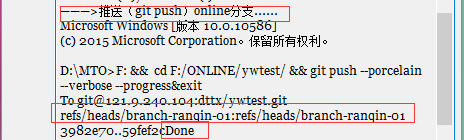 ———>推送（git push）online分支……
Microsoft Windows [版本 10.0.10586]
(c) 2015 Microsoft Corporation。保留所有权利。
D:\MTO>F: && cd F:/ONLINE/ywtest/ && git push --porcelain
--verbose --progress&exit
To git@121.9.240.104:dttx/ywtest.git
refs/heads/branch-ranqin-01:refs/heads/branch-ranqin-01
3982e70..59fef2cDone